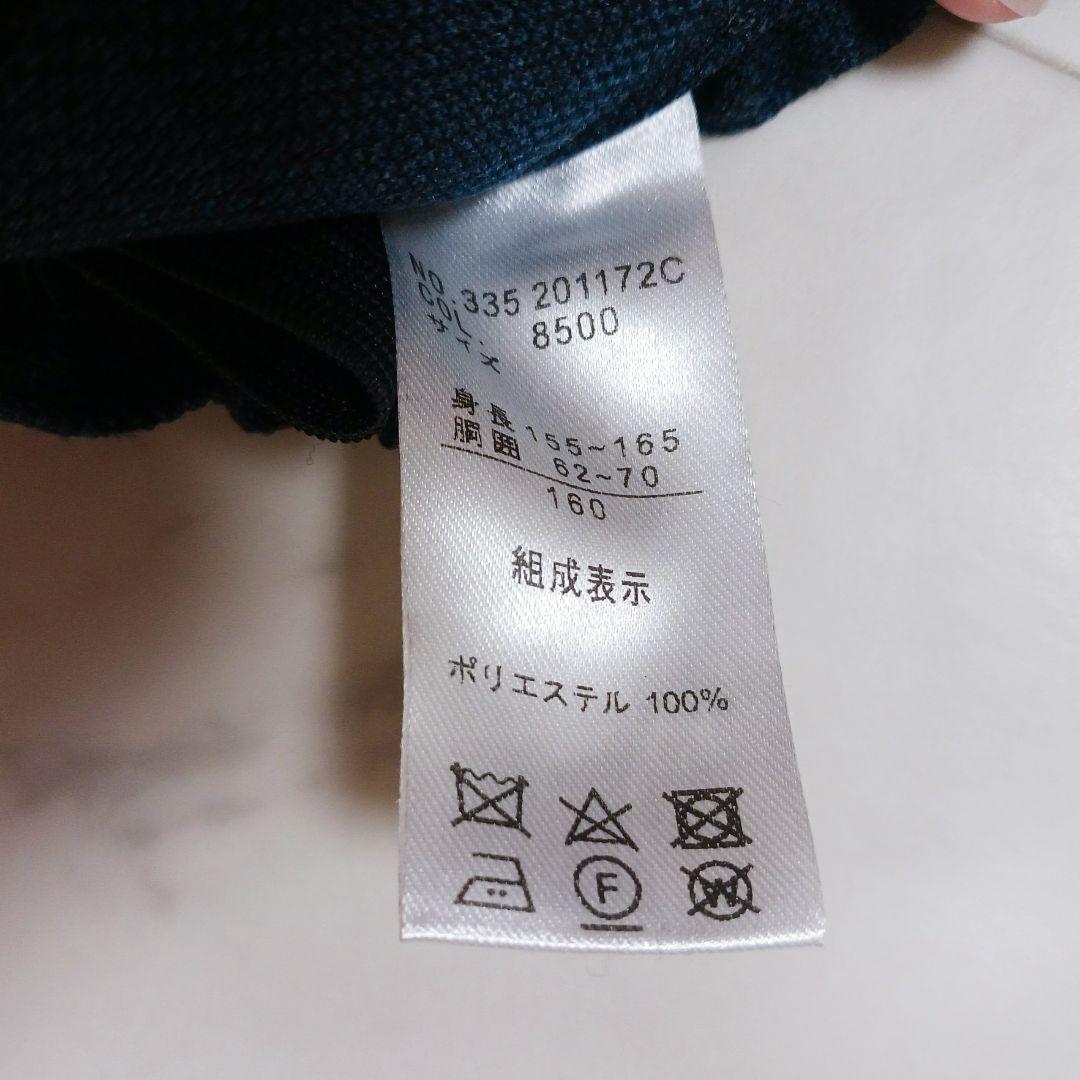 NO.335 201172C
COL. 8500
サイズ
身長 155~165
胴囲 62~70
160
組成表示
ポリエステル 100%
F
W